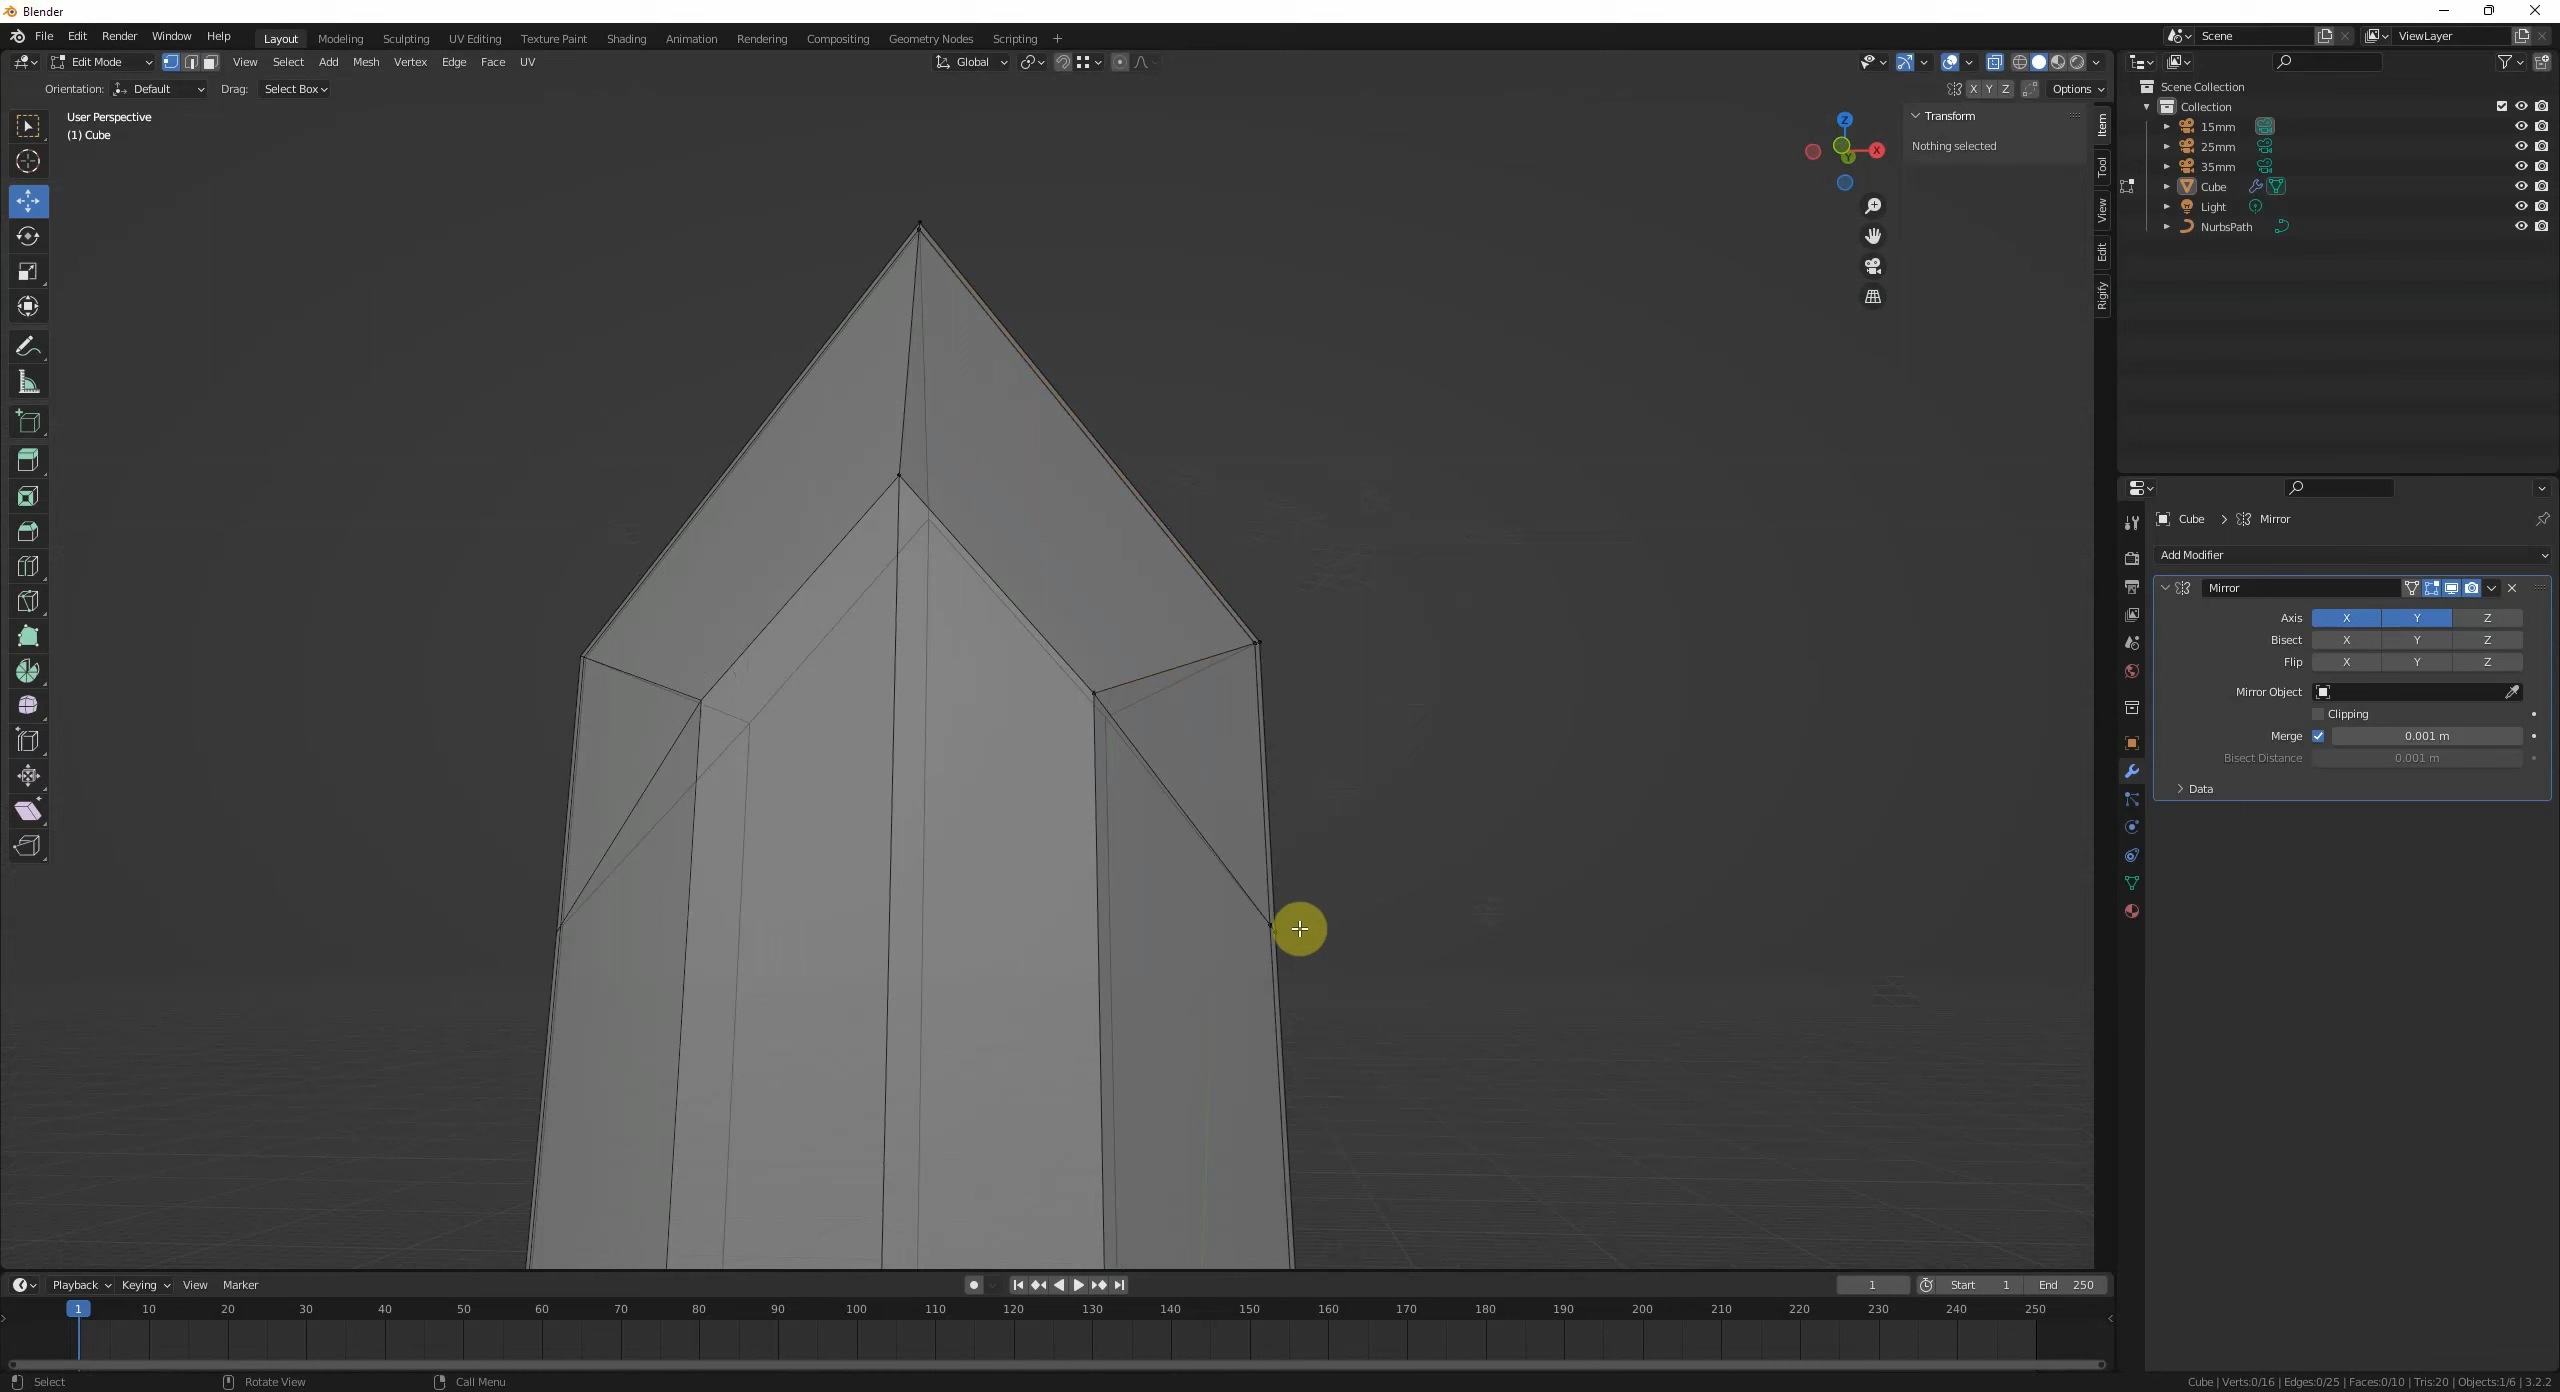 Blender
File Edit Render Window Help Layout Modeling Sculpting UV Editing Texture Paint Shading Animation Rendering Compositing Geometry Nodes Scripting + Scene ViewLayer
Edit Mode View Select Add Mesh Vertex Edge Face UV Global
Orientation: Default Drag: Select Box X Y Z Options
User Perspective
(1) Cube
Z
X
Y
Transform
Nothing selected
Item
Tool
View
Edit
Rigify
Scene Collection
Collection
15mm
25mm
35mm
Cube
Light
NurbsPath
Cube > Mirror
Add Modifier
Mirror
Axis X Y Z
Bisect X Y Z
Flip X Y Z
Mirror Object
Clipping
Merge 0.001 m
Bisect Distance 0.001 m
> Data
Playback Keying View Marker 1 Start 1 End 250
1 10 20 30 40 50 60 70 80 90 100 110 120 130 140 150 160 170 180 190 200 210 220 230 240 250
Select Rotate View Call Menu Cube | Verts:0/16 | Edges:0/25 | Faces:0/10 | Tris:20 | Objects:1/6 | 3.2.2